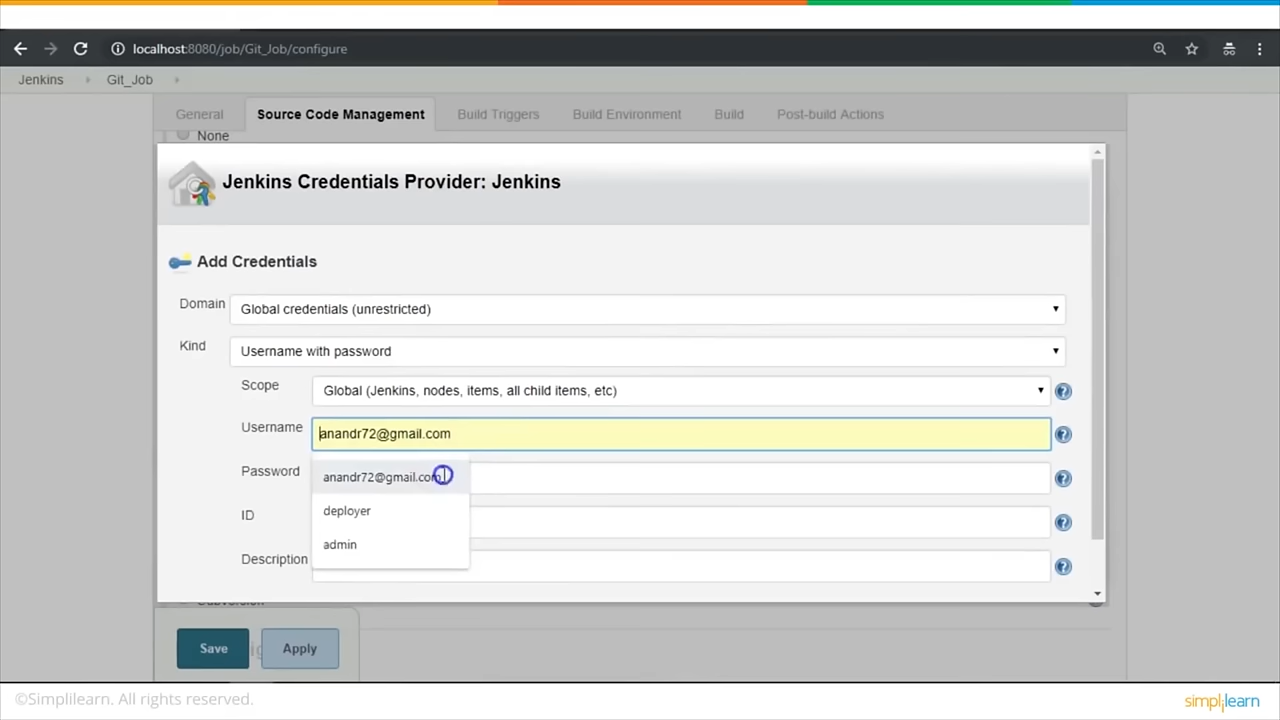 localhost:8080/job/Git_Job/configure
Jenkins Git_Job
General Source Code Management Build Triggers Build Environment Build Post-build Actions
None
Jenkins Credentials Provider: Jenkins
Add Credentials
Domain Global credentials (unrestricted)
Kind Username with password
Scope Global (Jenkins, nodes, items, all child items, etc)
Username anandr72@gmail.com
Password
anandr72@gmail.com
ID
deployer
admin
Description
Subversion
Save Apply
©Simplilearn. All rights reserved.
simplilearn